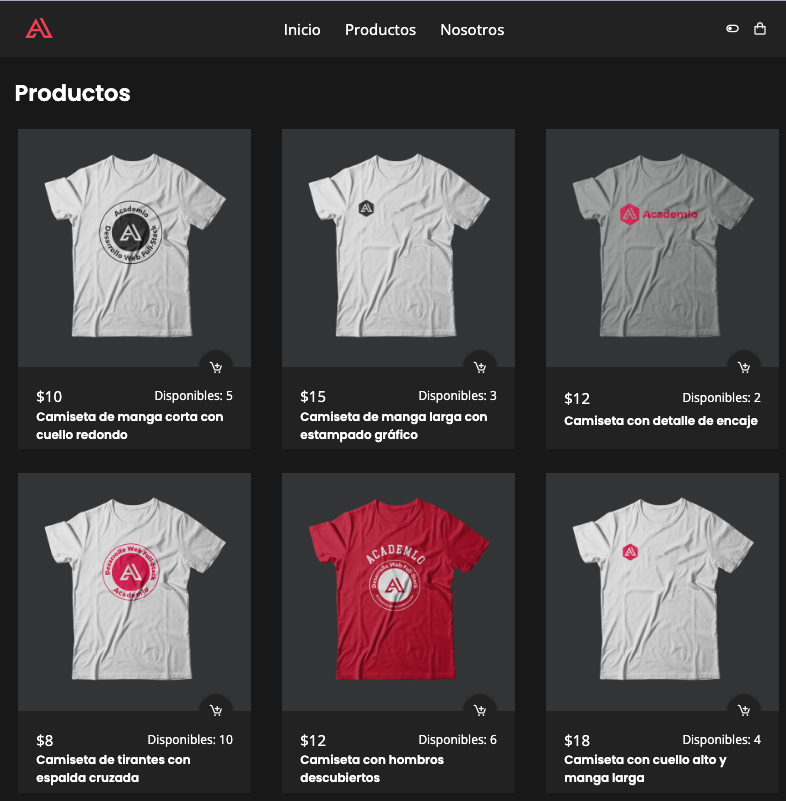 Inicio Productos Nosotros
Productos
Academlo
Desarrollo Web Full-Stack
Academlo
$10 Disponibles: 5
Camiseta de manga corta con
cuello redondo
$15 Disponibles: 3
Camiseta de manga larga con
estampado gráfico
$12 Disponibles: 2
Camiseta con detalle de encaje
Desarrollo Web Full-Stack
Academlo
ACADEMLO
Desarrollo Web Full-Stack
$8 Disponibles: 10
Camiseta de tirantes con
espalda cruzada
$12 Disponibles: 6
Camiseta con hombros
descubiertos
$18 Disponibles: 4
Camiseta con cuello alto y
manga larga